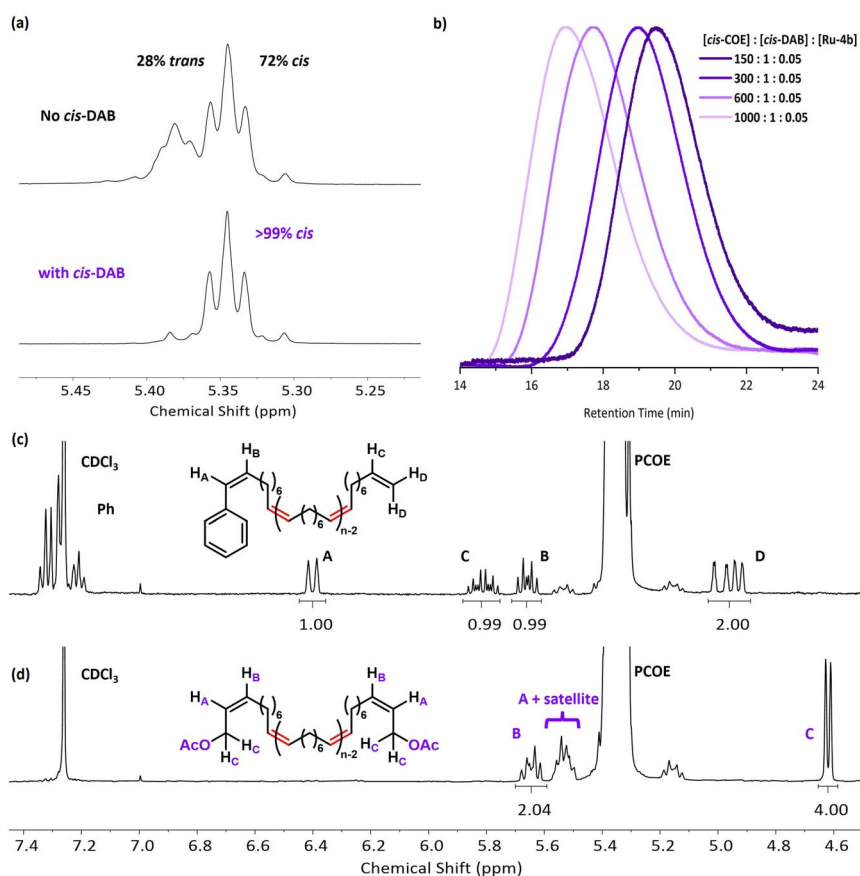 (a)
28% trans
72% cis
No cis-DAB
>99% cis
with cis-DAB
5.45 5.40 5.35 5.30 5.25
Chemical Shift (ppm)
b)
[cis-COE] : [cis-DAB] : [Ru-4b]
150 : 1 : 0.05
300 : 1 : 0.05
600 : 1 : 0.05
1000 : 1 : 0.05
14 16 18 20 22 24
Retention Time (min)
(c)
CDCl3
Ph
HB
HA
6
6
6
n-2
HC
HD
HD
PCOE
A
C
B
D
1.00
0.99
0.99
2.00
(d)
CDCl3
HB
HA
6
6
6
n-2
HB
HA
AcO
HC
HC
HC
HC
OAc
A + satellite
B
PCOE
C
2.04
4.00
7.4 7.2 7.0 6.8 6.6 6.4 6.2 6.0 5.8 5.6 5.4 5.2 5.0 4.8 4.6
Chemical Shift (ppm)